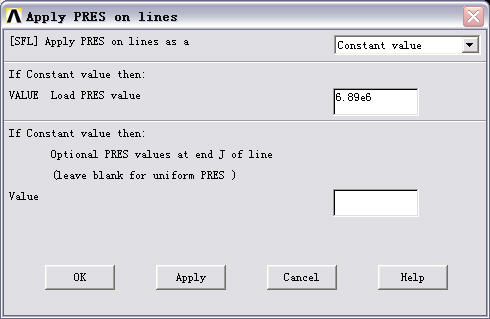 Apply PRES on lines
[SFL] Apply PRES on lines as a
Constant value
If Constant value then:
VALUE Load PRES value
6.89e6
If Constant value then:
Optional PRES values at end J of line
(leave blank for uniform PRES )
Value
OK Apply Cancel Help